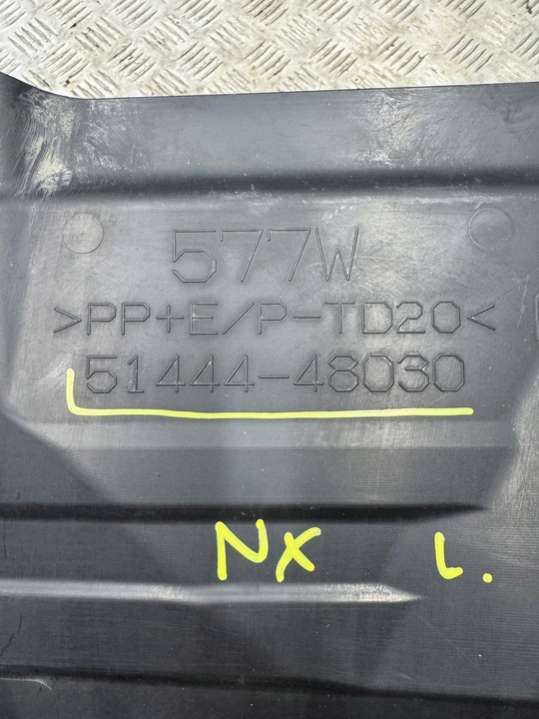 577W
>PP+E/P-TD20<
51444-48030
NX L.